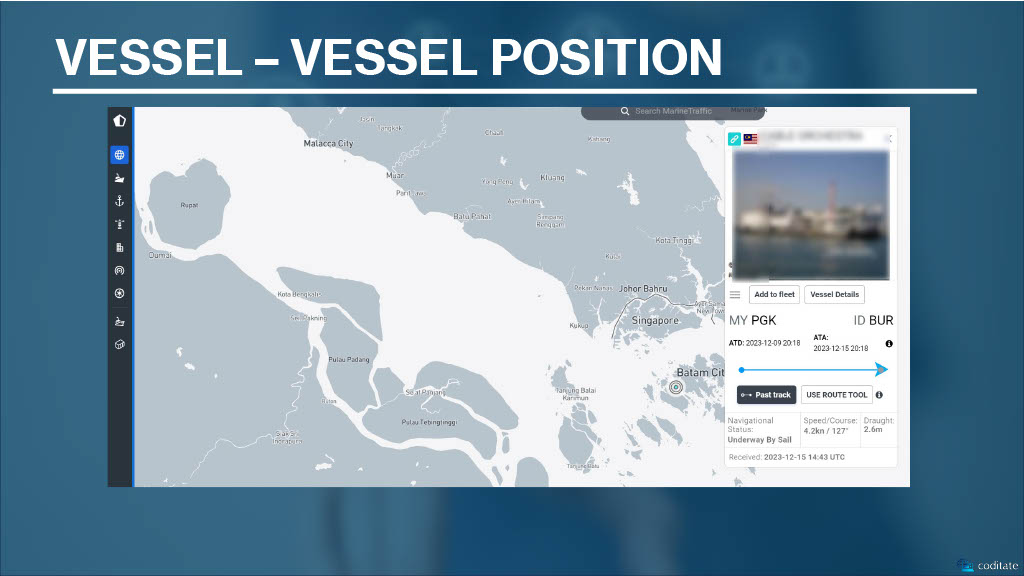 VESSEL – VESSEL POSITION
Search MarineTraffic
Malacca City
Tangkak
Chaah
Kahang
Muar
Parit Jawa
Yong Peng
Kluang
Ayer Hitam
Batu Pahat
Simpang
Renggam
Rupat
Dumai
Kota Tinggi
Kulai
Kota Bengkalis
Pekan Nanas
Johor Bahru
Sei Pakning
Kukup
Singapore
Pulau Padang
Batam Cit
Selat Panjang
Tanjung Balai
Karimun
Pulau Tebingtinggi
Siak Sri
Indrapura
Tanjung Batu
Add to fleet
Vessel Details
MY PGK
ID BUR
ATD: 2023-12-09 20:18
ATA:
2023-12-15 20:18
Past track
USE ROUTE TOOL
Navigational
Status:
Underway By Sail
Speed/Course:
4.2kn / 127°
Draught:
2.6m
Received: 2023-12-15 14:43 UTC
coditate